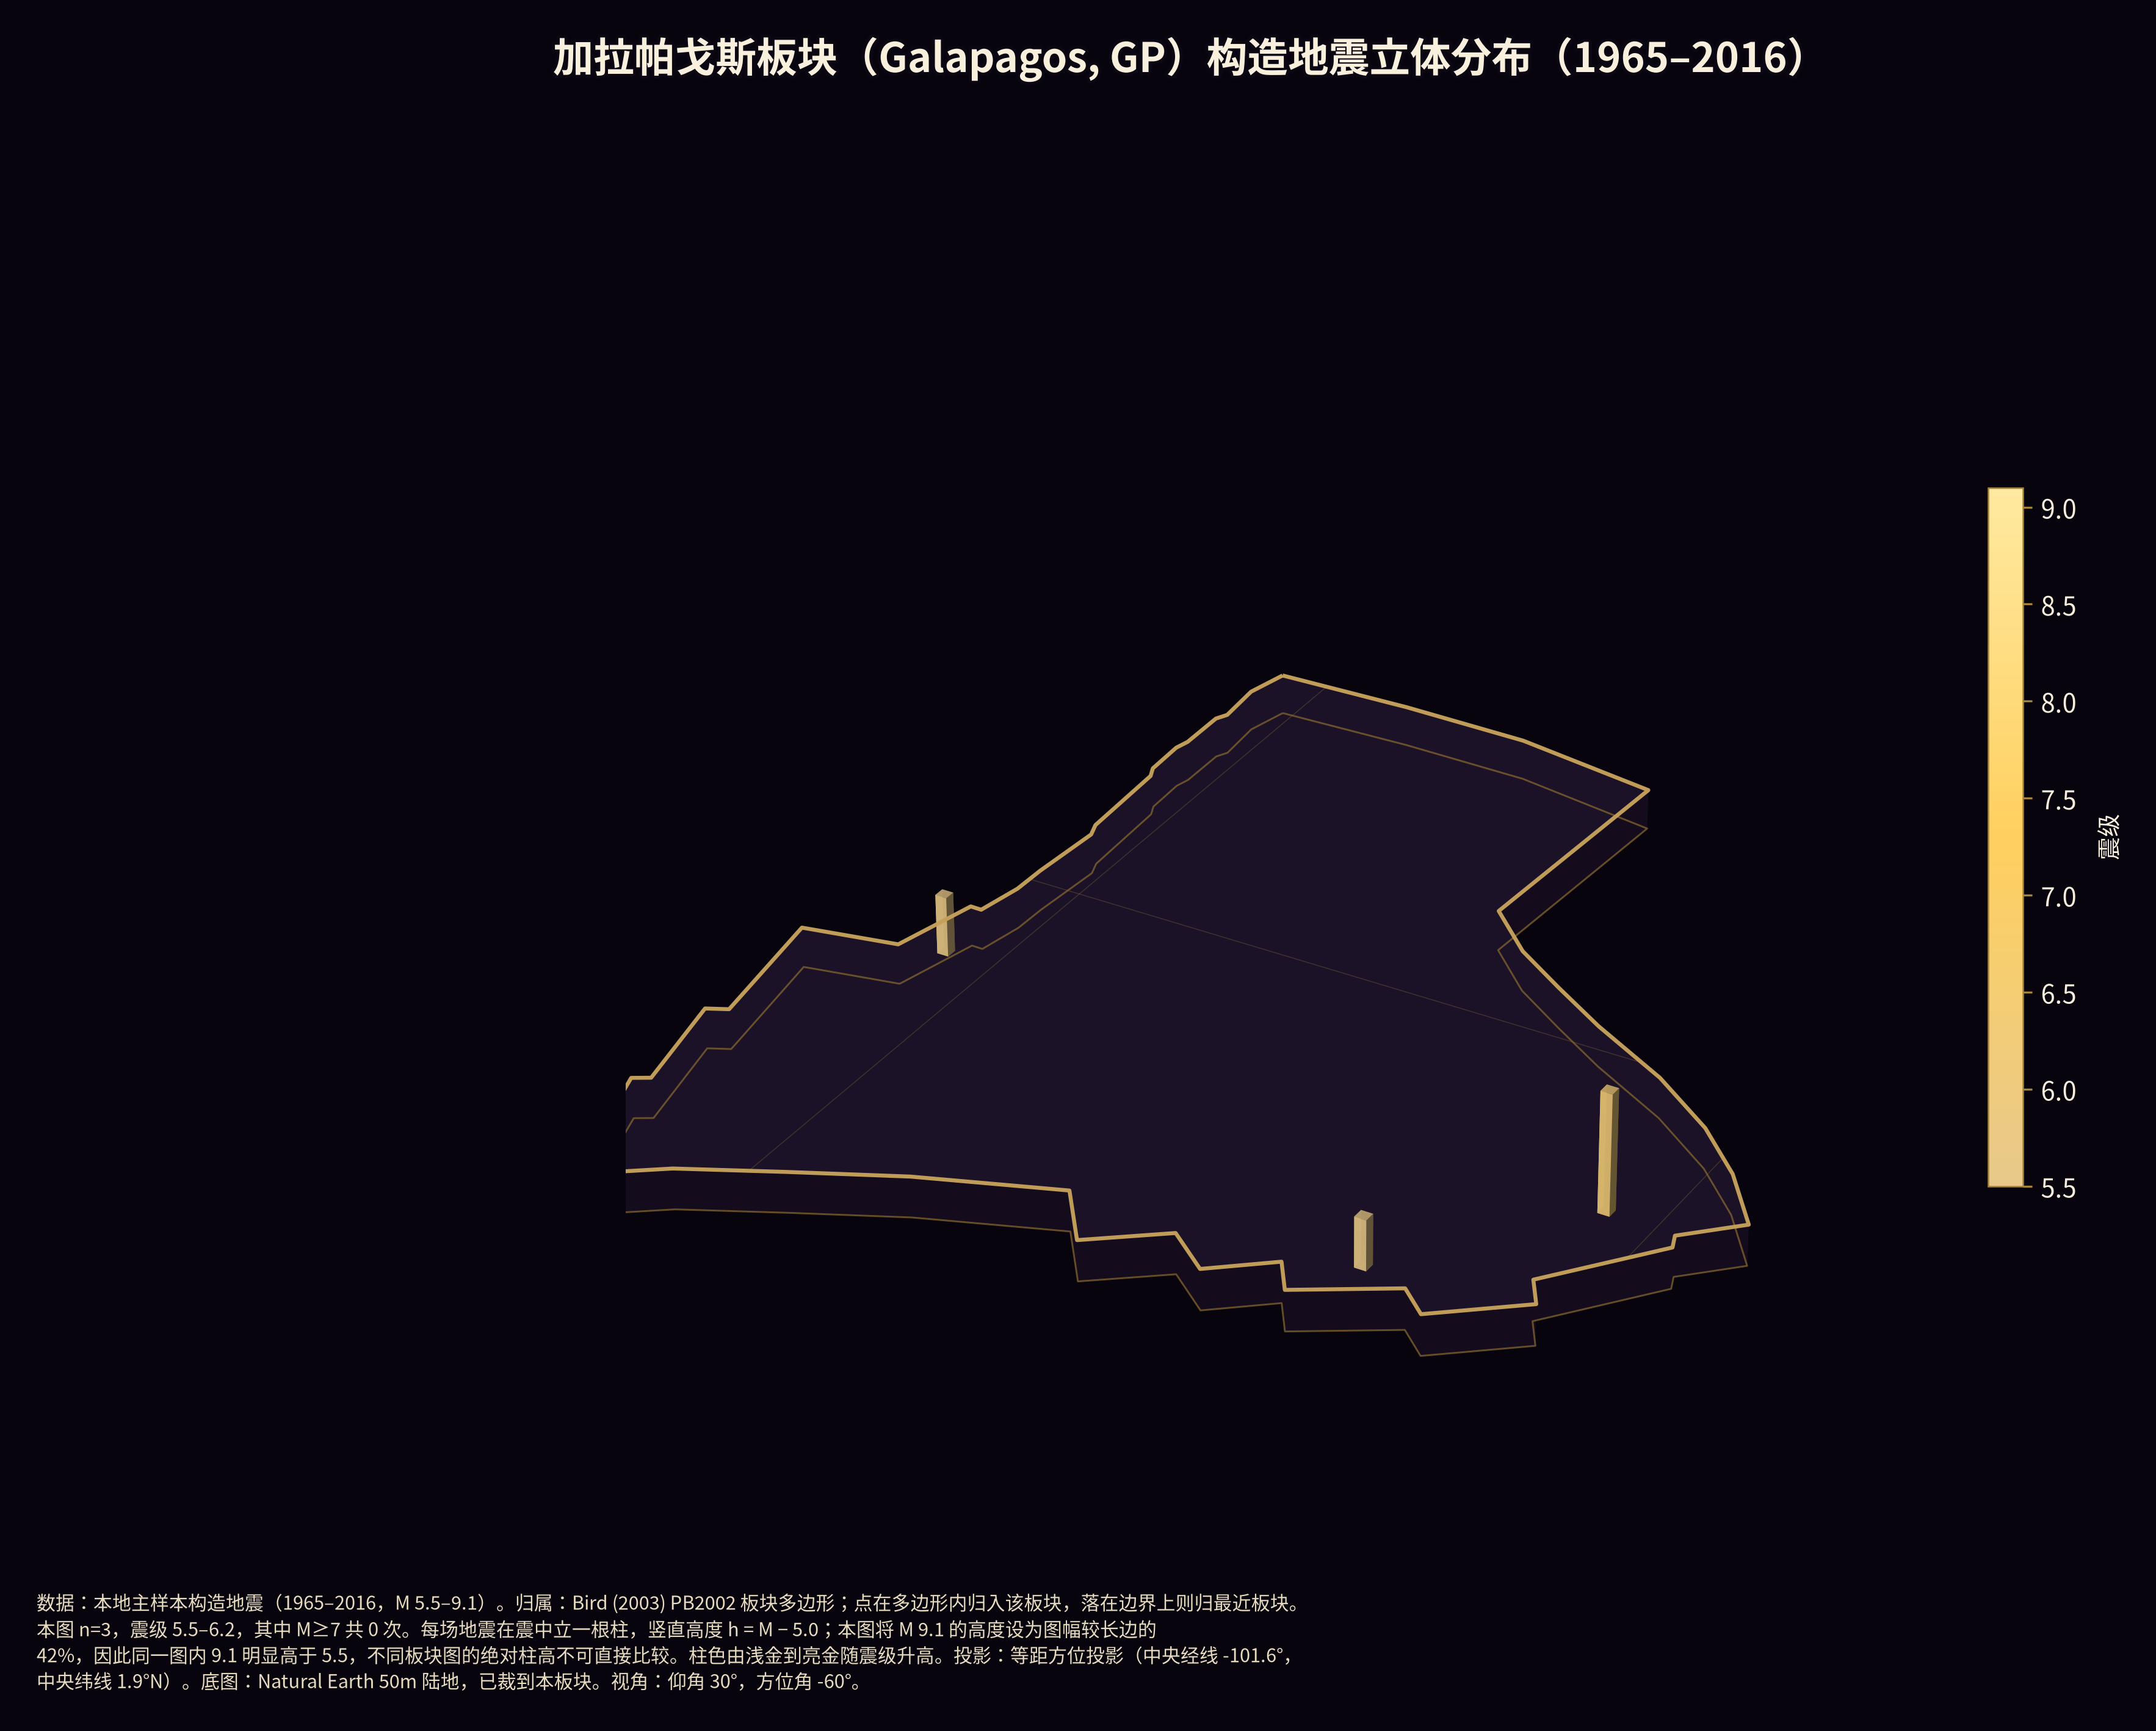 加拉帕戈斯板块（Galapagos, GP）构造地震立体分布（1965–2016）
9.0
8.5
8.0
7.5
7.0
6.5
6.0
5.5
震级
数据：本地主样本构造地震（1965–2016，M 5.5–9.1）。归属：Bird (2003) PB2002 板块多边形；点在多边形内归入该板块，落在边界上则归最近板块。
本图 n=3，震级 5.5–6.2，其中 M≥7 共 0 次。每场地震在震中立一根柱，竖直高度 h = M − 5.0；本图将 M 9.1 的高度设为图幅较长边的
42%，因此同一图内 9.1 明显高于 5.5，不同板块图的绝对柱高不可直接比较。柱色由浅金到亮金随震级升高。投影：等距方位投影（中央经线 -101.6°，
中央纬线 1.9°N）。底图：Natural Earth 50m 陆地，已裁到本板块。视角：仰角 30°，方位角 -60°。